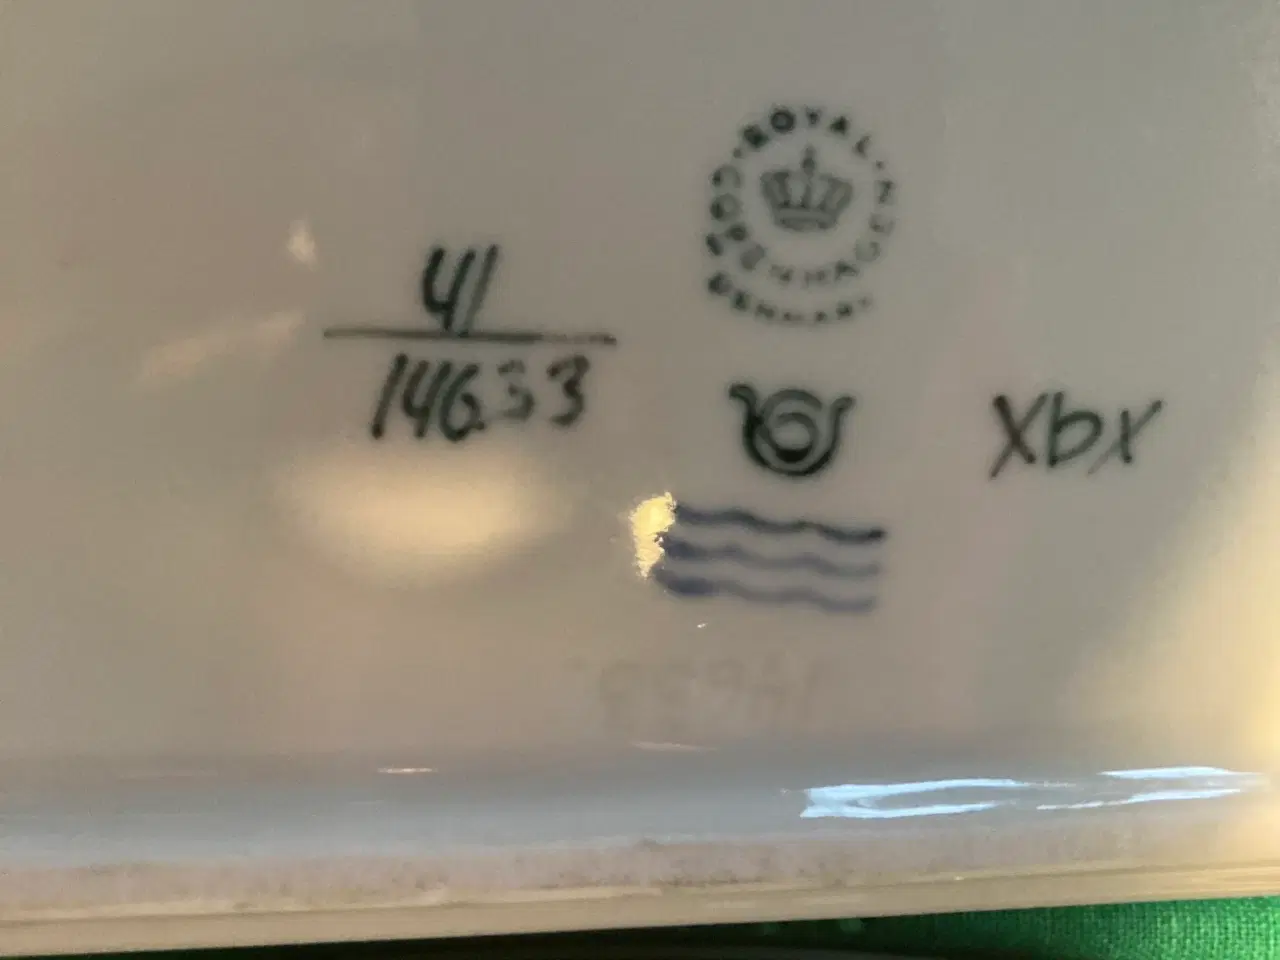 ROYAL COPENHAGEN
DENMARK
41
14633
xbx